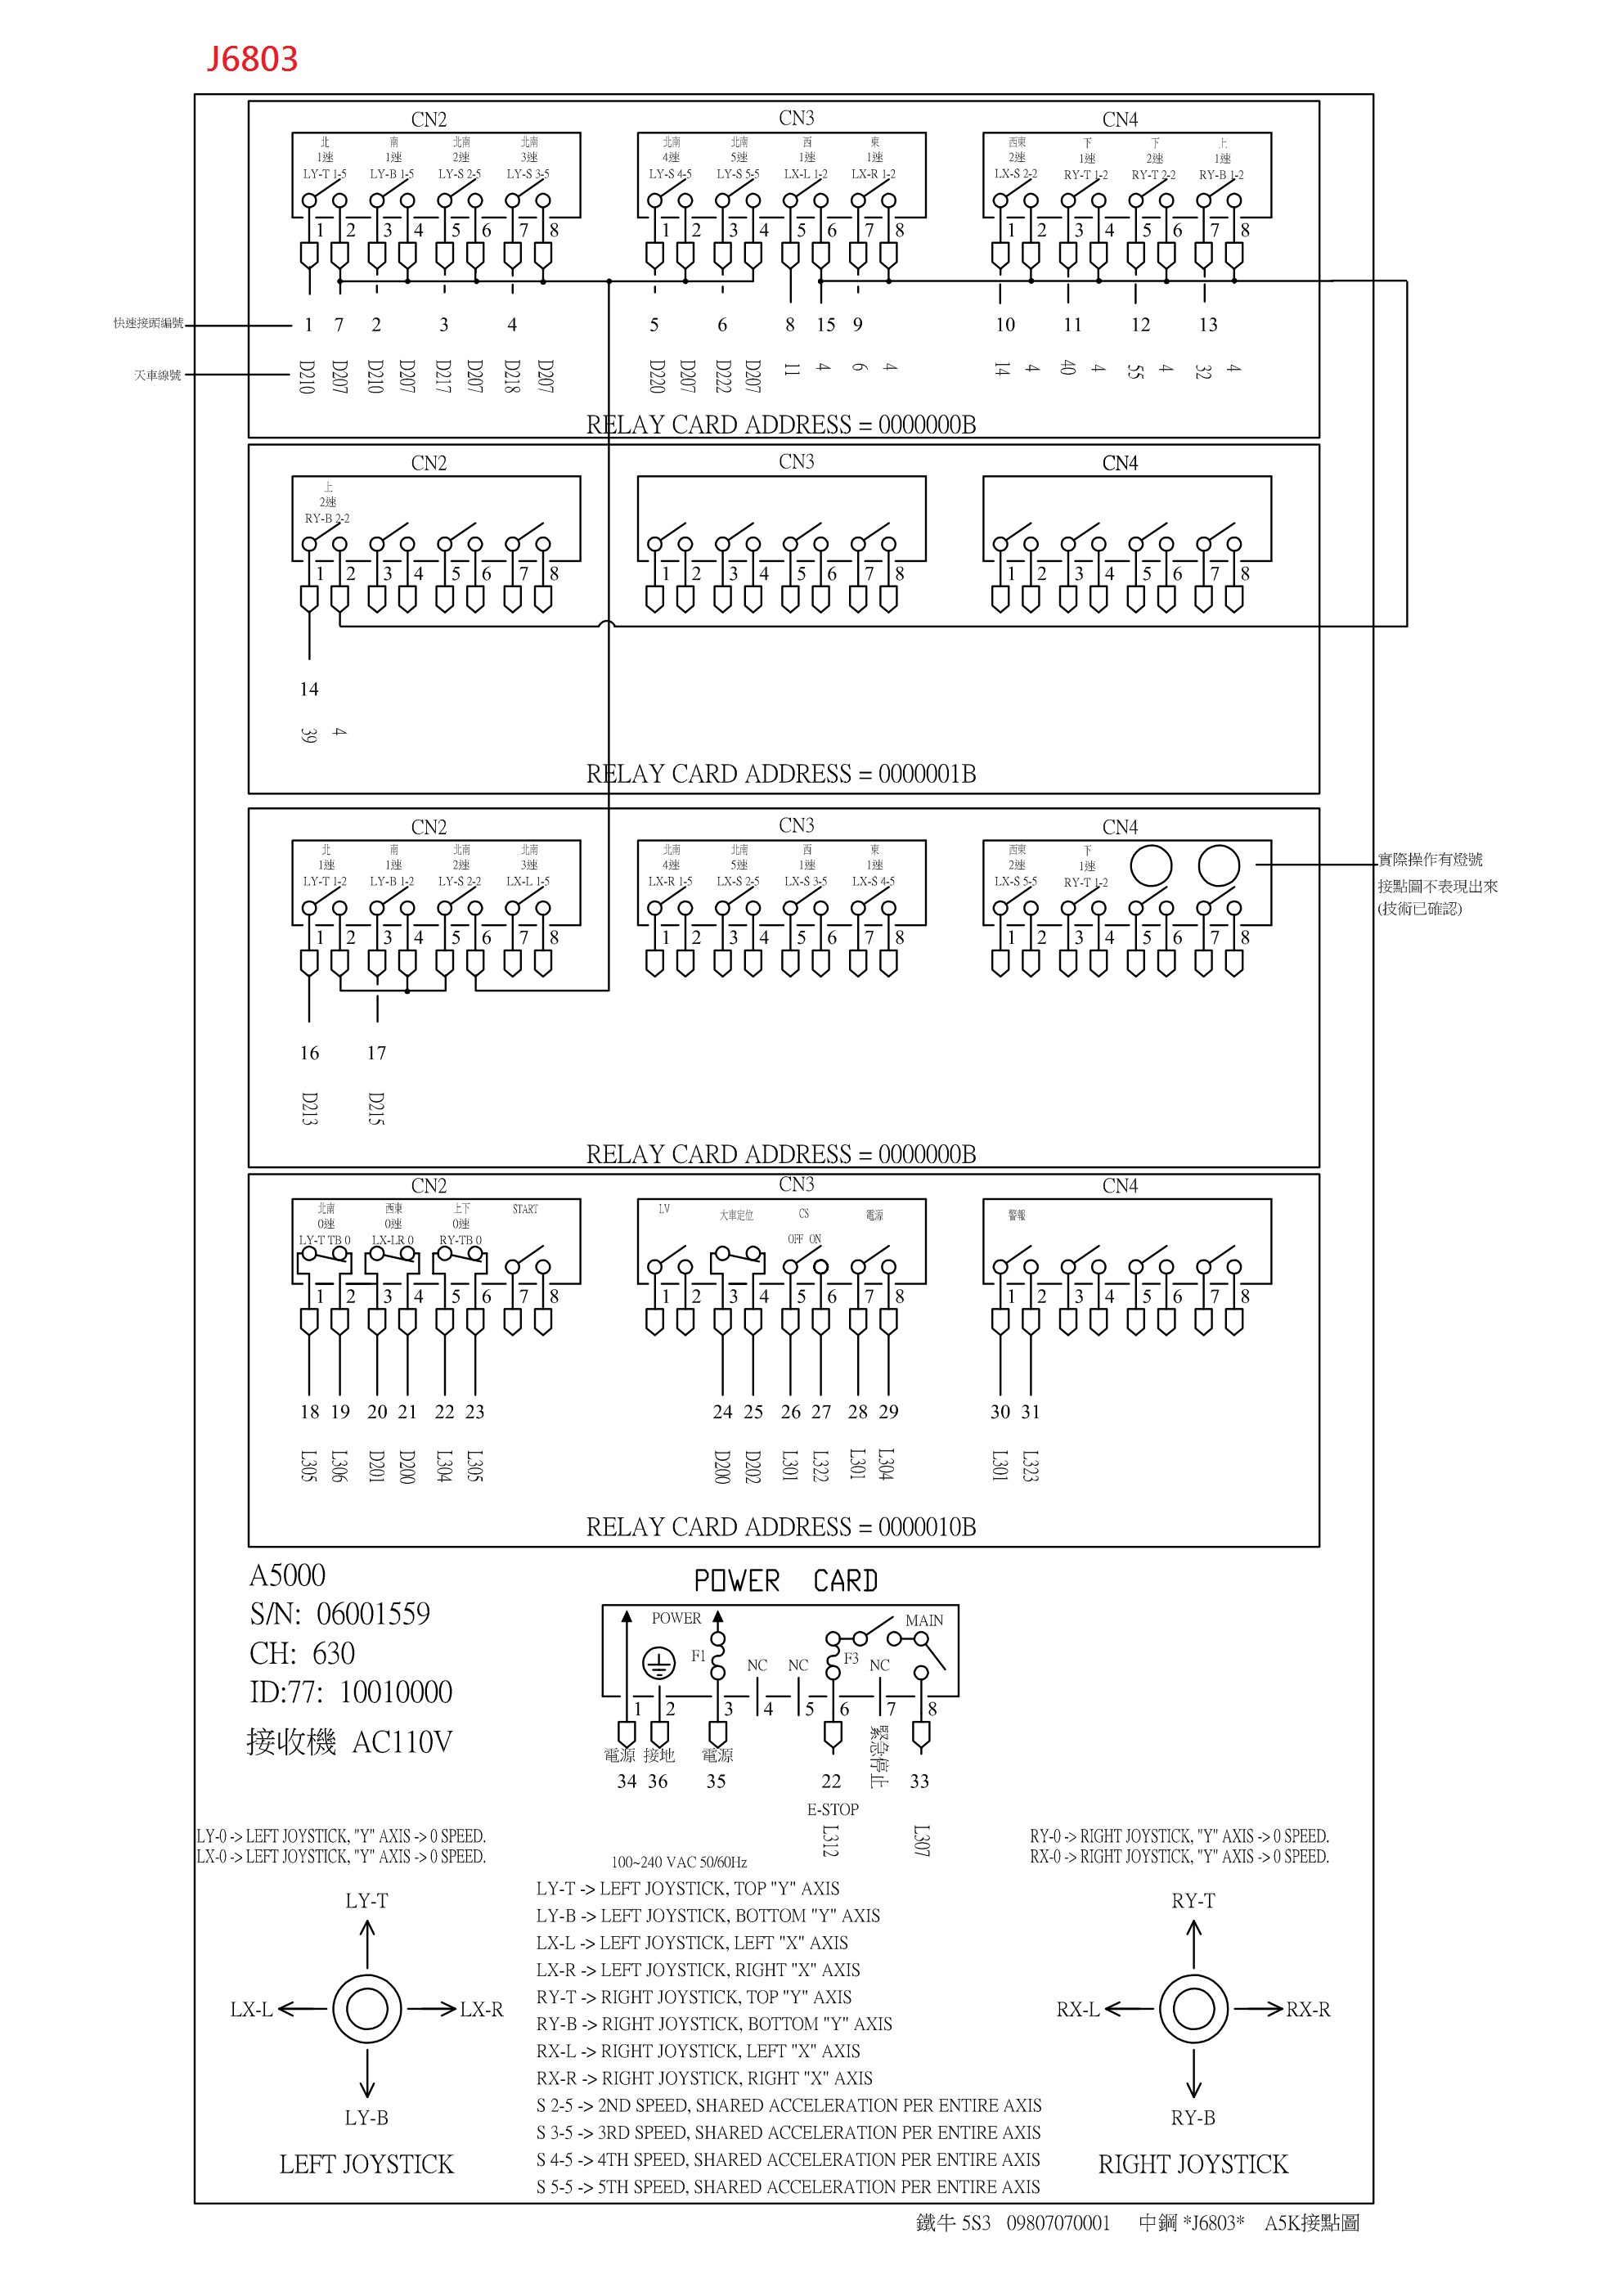 J6803
CN2 CN3 CN4
北 南 北南 北南 北南 北南 西 東 西東 下 下 上
1速 1速 2速 3速 4速 5速 1速 1速 2速 1速 2速 1速
LY-T 1-5 LY-B 1-5 LY-S 2-5 LY-S 3-5 LY-S 4-5 LY-S 5-5 LX-L 1-2 LX-R 1-2 LX-S 2-2 RY-T 1-2 RY-T 2-2 RY-B 1-2
1 2 3 4 5 6 7 8 1 2 3 4 5 6 7 8 1 2 3 4 5 6 7 8
快速接頭編號 1 7 2 3 4 5 6 8 15 9 10 11 12 13
天車線號 D210 D207 D210 D207 D217 D207 D218 D207 D220 D207 D222 D207 11 4 6 4 14 4 40 4 55 4 32 4
RELAY CARD ADDRESS = 0000000B
CN2 CN3 CN4
上
2速
RY-B 2-2
1 2 3 4 5 6 7 8 1 2 3 4 5 6 7 8 1 2 3 4 5 6 7 8
14
39 4
RELAY CARD ADDRESS = 0000001B
CN2 CN3 CN4
北 南 北南 北南 北南 北南 西 東 西東 下
1速 1速 2速 3速 4速 5速 1速 1速 2速 1速
LY-T 1-2 LY-B 1-2 LY-S 2-2 LX-L 1-5 LX-R 1-5 LX-S 2-5 LX-S 3-5 LX-S 4-5 LX-S 5-5 RY-T 1-2
實際操作有燈號
接點圖不表現出來
(技術已確認)
1 2 3 4 5 6 7 8 1 2 3 4 5 6 7 8 1 2 3 4 5 6 7 8
16 17
D213 D215
RELAY CARD ADDRESS = 0000000B
CN2 CN3 CN4
北南 西東 上下 START LV 大車定位 CS 電源 警報
0速 0速 0速
LY-T TB 0 LX-LR 0 RY-TB 0 OFF ON
1 2 3 4 5 6 7 8 1 2 3 4 5 6 7 8 1 2 3 4 5 6 7 8
18 19 20 21 22 23 24 25 26 27 28 29 30 31
L305 L306 D201 D200 L304 L305 D200 D202 L301 L322 L301 L304 L301 L323
RELAY CARD ADDRESS = 0000010B
A5000
S/N: 06001559
CH: 630
ID:77: 10010000
接收機 AC110V
POWER CARD
POWER MAIN
F1 NC NC F3 NC
1 2 3 4 5 6 7 8
電源 接地 電源 緊急停止
34 36 35 22 33
E-STOP
L312 L307
100~240 VAC 50/60Hz
LY-0 -> LEFT JOYSTICK, "Y" AXIS -> 0 SPEED.
LX-0 -> LEFT JOYSTICK, "Y" AXIS -> 0 SPEED.
RY-0 -> RIGHT JOYSTICK, "Y" AXIS -> 0 SPEED.
RX-0 -> RIGHT JOYSTICK, "Y" AXIS -> 0 SPEED.
LY-T
LX-L LX-R
LY-B
LEFT JOYSTICK
LY-T -> LEFT JOYSTICK, TOP "Y" AXIS
LY-B -> LEFT JOYSTICK, BOTTOM "Y" AXIS
LX-L -> LEFT JOYSTICK, LEFT "X" AXIS
LX-R -> LEFT JOYSTICK, RIGHT "X" AXIS
RY-T -> RIGHT JOYSTICK, TOP "Y" AXIS
RY-B -> RIGHT JOYSTICK, BOTTOM "Y" AXIS
RX-L -> RIGHT JOYSTICK, LEFT "X" AXIS
RX-R -> RIGHT JOYSTICK, RIGHT "X" AXIS
S 2-5 -> 2ND SPEED, SHARED ACCELERATION PER ENTIRE AXIS
S 3-5 -> 3RD SPEED, SHARED ACCELERATION PER ENTIRE AXIS
S 4-5 -> 4TH SPEED, SHARED ACCELERATION PER ENTIRE AXIS
S 5-5 -> 5TH SPEED, SHARED ACCELERATION PER ENTIRE AXIS
RY-T
RX-L RX-R
RY-B
RIGHT JOYSTICK
鐵牛 5S3 09807070001 中鋼 *J6803* A5K接點圖